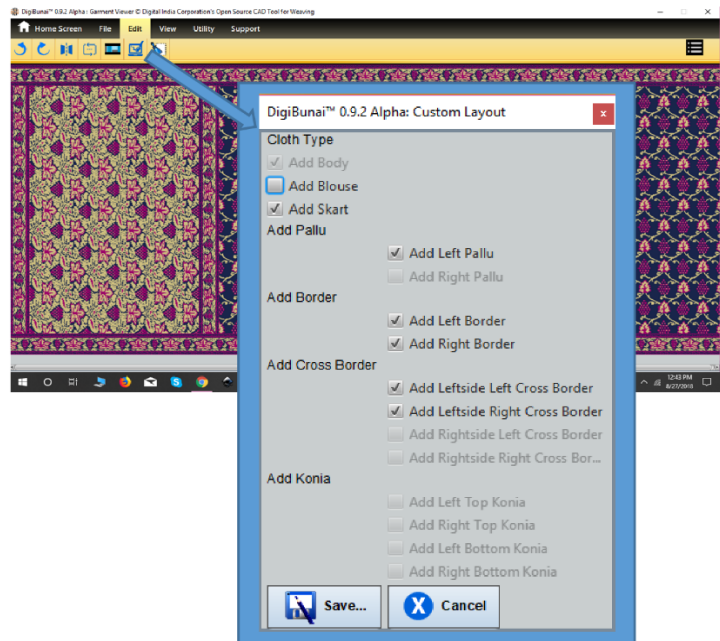 DigiBunai™ 0.9.2 Alpha : Garment Viewer © Digital India Corporation's Open Source CAD Tool for Weaving
Home Screen File Edit View Utility Support
DigiBunai™ 0.9.2 Alpha: Custom Layout
Cloth Type
Add Body
Add Blouse
Add Skart
Add Pallu
Add Left Pallu
Add Right Pallu
Add Border
Add Left Border
Add Right Border
Add Cross Border
Add Leftside Left Cross Border
Add Leftside Right Cross Border
Add Rightside Left Cross Border
Add Rightside Right Cross Bor...
Add Konia
Add Left Top Konia
Add Right Top Konia
Add Left Bottom Konia
Add Right Bottom Konia
Save... Cancel
12:43 PM
8/27/2018